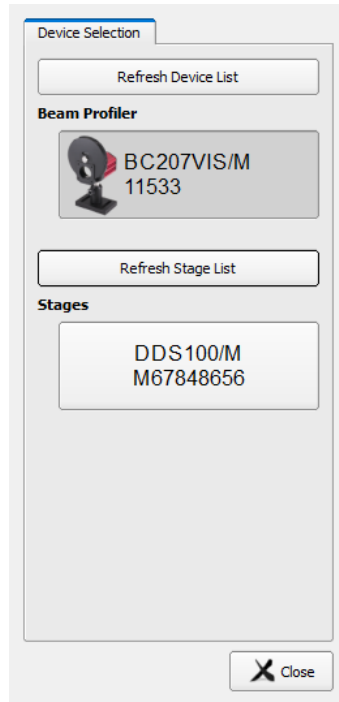 Device Selection
Refresh Device List
Beam Profiler
BC207VIS/M
11533
Refresh Stage List
Stages
DDS100/M
M67848656
Close